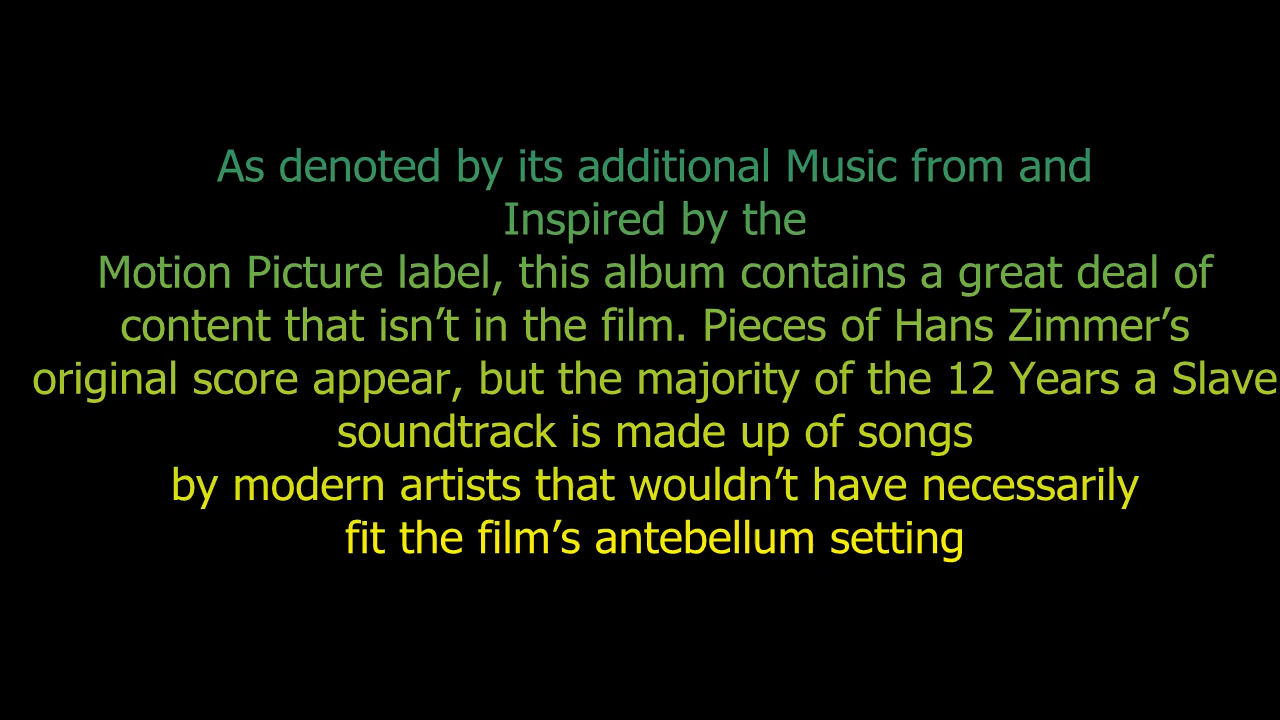 As denoted by its additional Music from and
Inspired by the
Motion Picture label, this album contains a great deal of
content that isn’t in the film. Pieces of Hans Zimmer’s
original score appear, but the majority of the 12 Years a Slave
soundtrack is made up of songs
by modern artists that wouldn’t have necessarily
fit the film’s antebellum setting